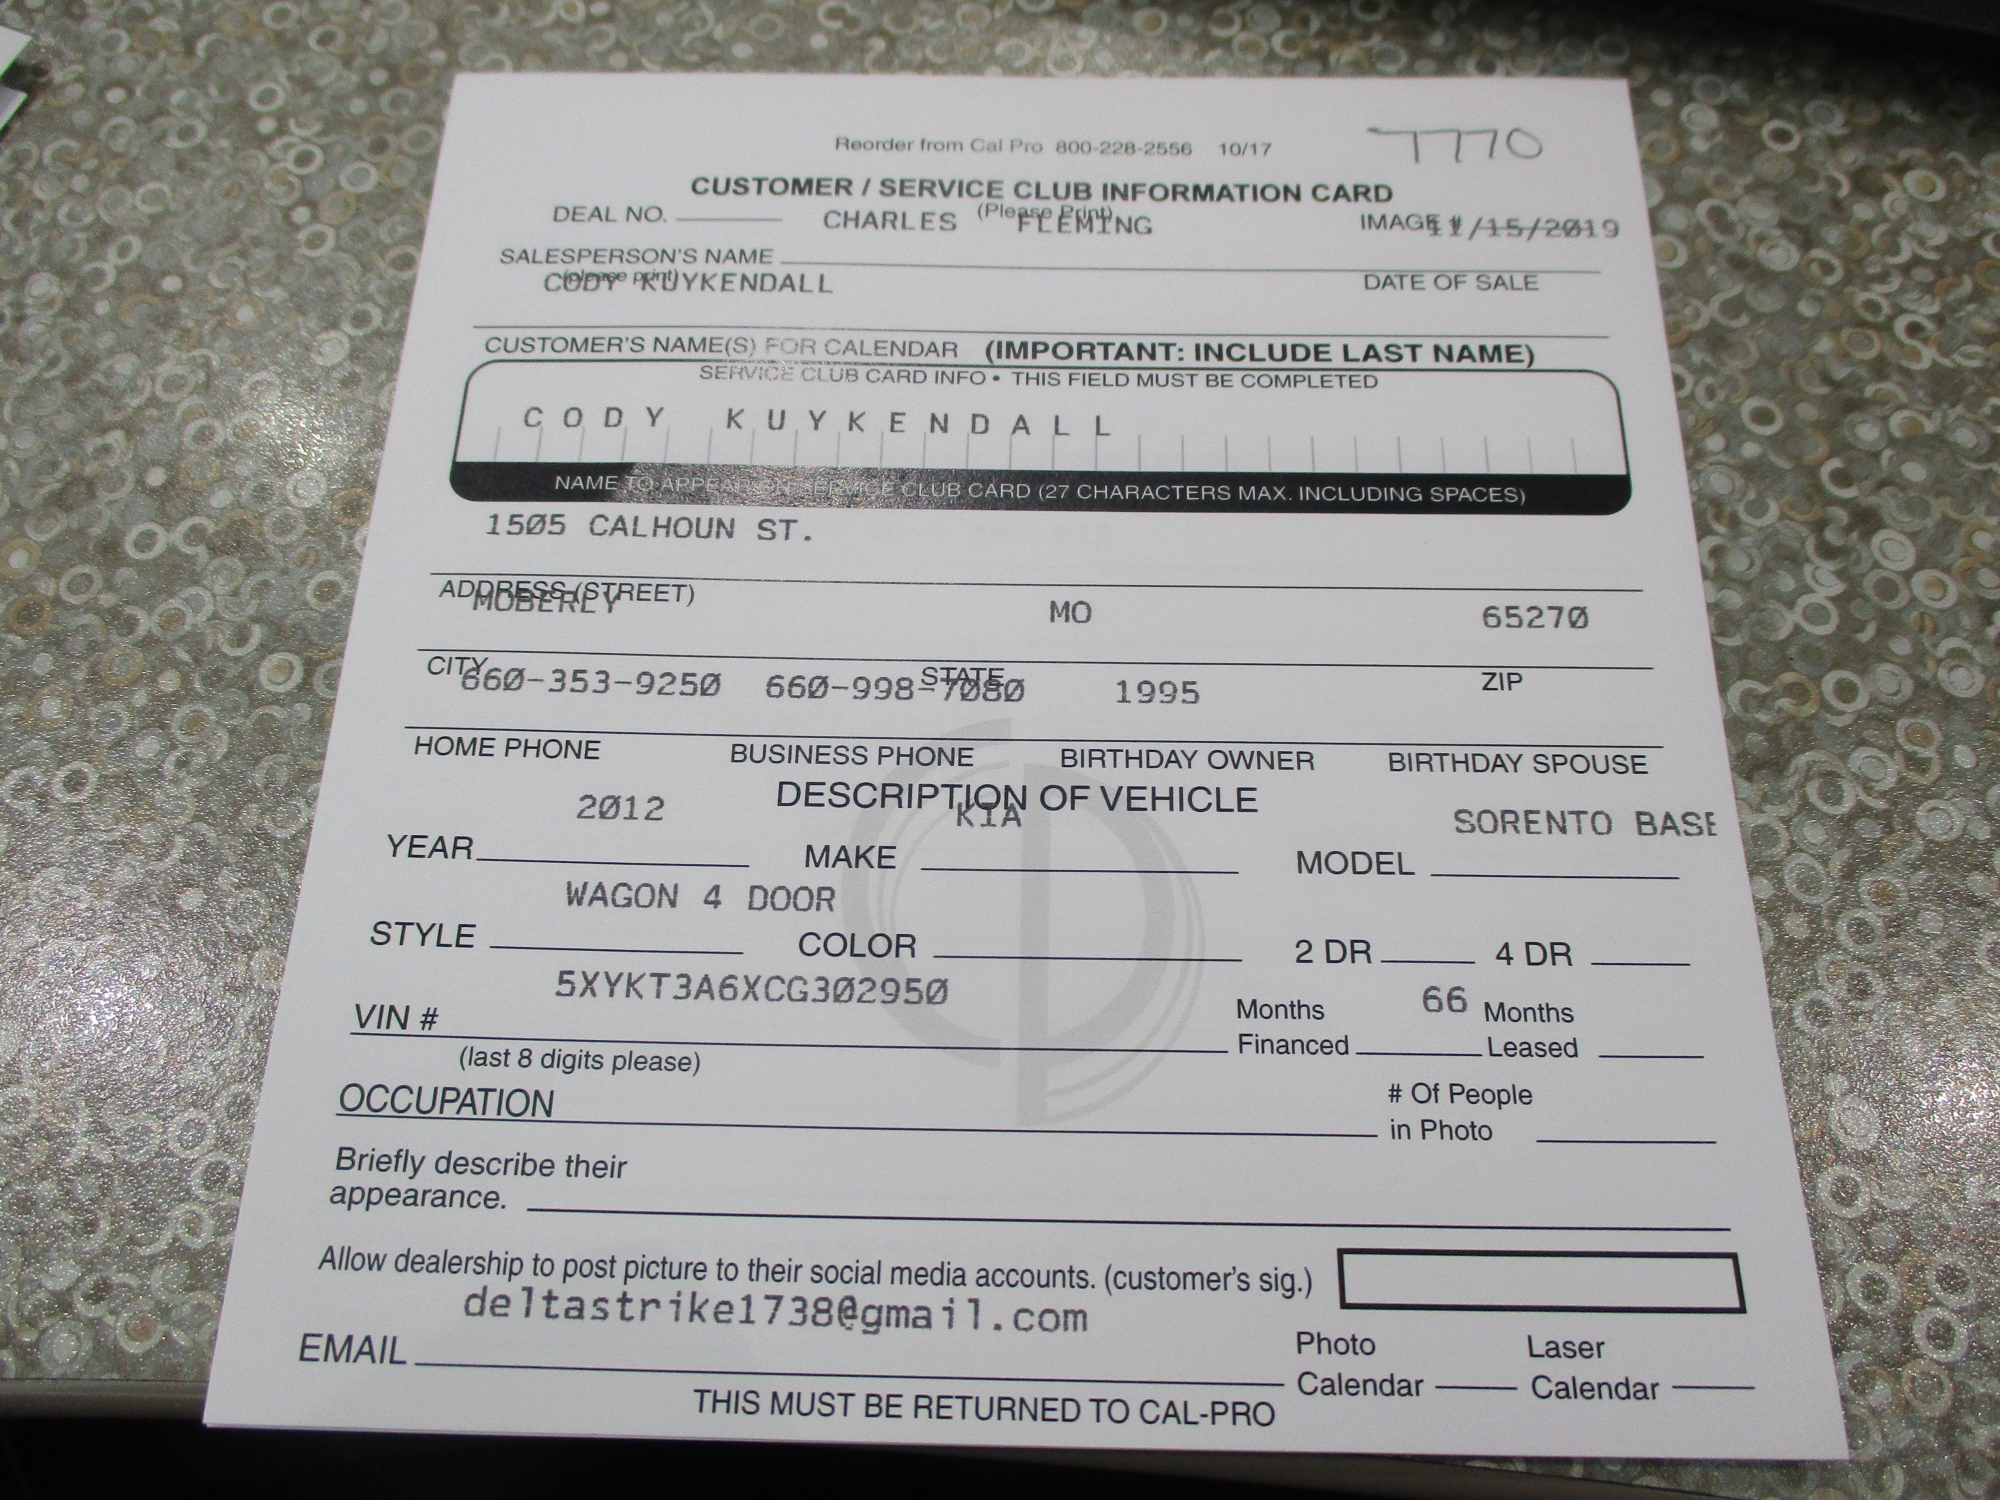 Reorder from Cal Pro 800-228-2556 10/17 7770
CUSTOMER / SERVICE CLUB INFORMATION CARD
(Please Print)
DEAL NO. CHARLES FLEMING IMAGE # 11/15/2019
SALESPERSON'S NAME
(please print) DATE OF SALE
CODY KUYKENDALL
CUSTOMER'S NAME(S) FOR CALENDAR (IMPORTANT: INCLUDE LAST NAME)
SERVICE CLUB CARD INFO • THIS FIELD MUST BE COMPLETED
CODY KUYKENDALL
NAME TO APPEAR ON SERVICE CLUB CARD (27 CHARACTERS MAX. INCLUDING SPACES)
1505 CALHOUN ST.
ADDRESS (STREET)
MOBERLY MO 65270
CITY STATE ZIP
660-353-9250 660-998-7080 1995
HOME PHONE BUSINESS PHONE BIRTHDAY OWNER BIRTHDAY SPOUSE
DESCRIPTION OF VEHICLE
2012 KIA SORENTO BASE
YEAR MAKE MODEL
WAGON 4 DOOR
STYLE COLOR 2 DR 4 DR
5XYKT3A6XCG302950 66
VIN # Months Financed Months Leased
(last 8 digits please)
OCCUPATION # Of People in Photo
Briefly describe their
appearance.
Allow dealership to post picture to their social media accounts. (customer's sig.)
deltastrike1738@gmail.com
EMAIL Photo Calendar Laser Calendar
THIS MUST BE RETURNED TO CAL-PRO